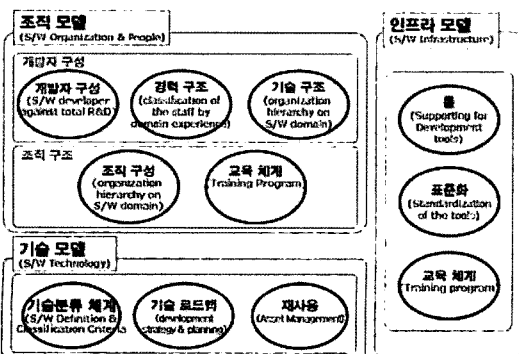 조직 모델
(S/W Organization & People)
개발자 구성
개발자 구성
(S/W developer
against total R&D)
경력 구조
(classification of
the staff by
domain experience)
기술 구조
(organization
hierarchy on
S/W domain)
조직 구조
조직 구성
(organization
hierarchy on
S/W domain)
교육 체계
(Training Program)
기술 모델
(S/W Technology)
기술분류 체계
(S/W Definition &
Classification Criteria
기술 로드맵
(development
strategy & planning)
재사용
(Asset Management)
인프라 모델
(S/W Infrastructure)
툴
(Supporting for
Development
tools)
표준화
(Standardization
of the tools)
교육 체계
(Training program)